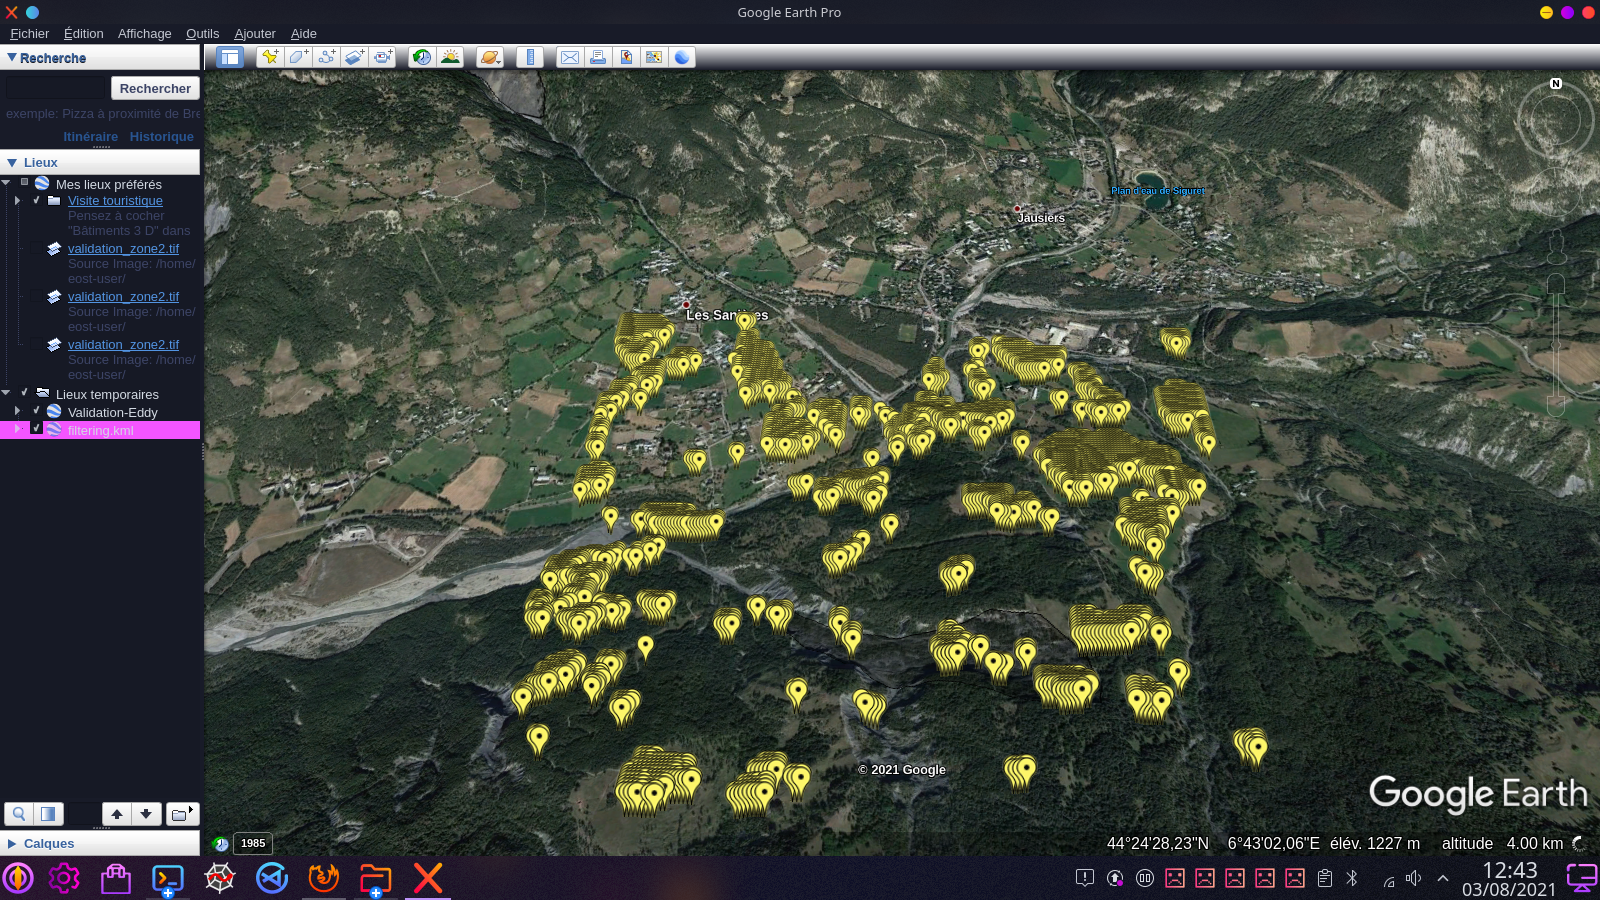 Google Earth Pro
Fichier Édition Affichage Outils Ajouter Aide
Recherche
Rechercher
exemple: Pizza à proximité de Bre
Itinéraire Historique
Lieux
Mes lieux préférés
Visite touristique
Pensez à cocher
"Bâtiments 3 D" dans
validation_zone2.tif
Source Image: /home/
eost-user/
validation_zone2.tif
Source Image: /home/
eost-user/
validation_zone2.tif
Source Image: /home/
eost-user/
Lieux temporaires
Validation-Eddy
filtering.kml
Calques
N
Plan d'eau de Siguret
Jausiers
Les San
es
© 2021 Google
Google Earth
1985
44°24'28,23"N 6°43'02,06"E élév. 1227 m altitude 4.00 km
12:43
03/08/2021